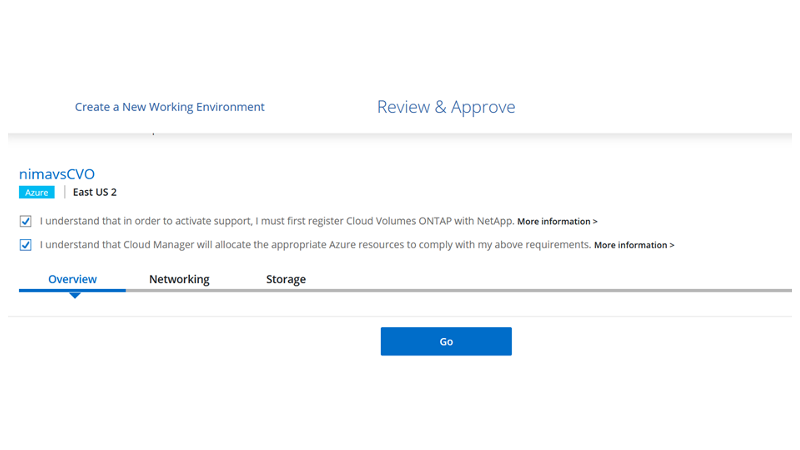 Create a New Working Environment
Review & Approve
nimavsCVO
Azure East US 2
I understand that in order to activate support, I must first register Cloud Volumes ONTAP with NetApp. More information >
I understand that Cloud Manager will allocate the appropriate Azure resources to comply with my above requirements. More information >
Overview Networking Storage
Go